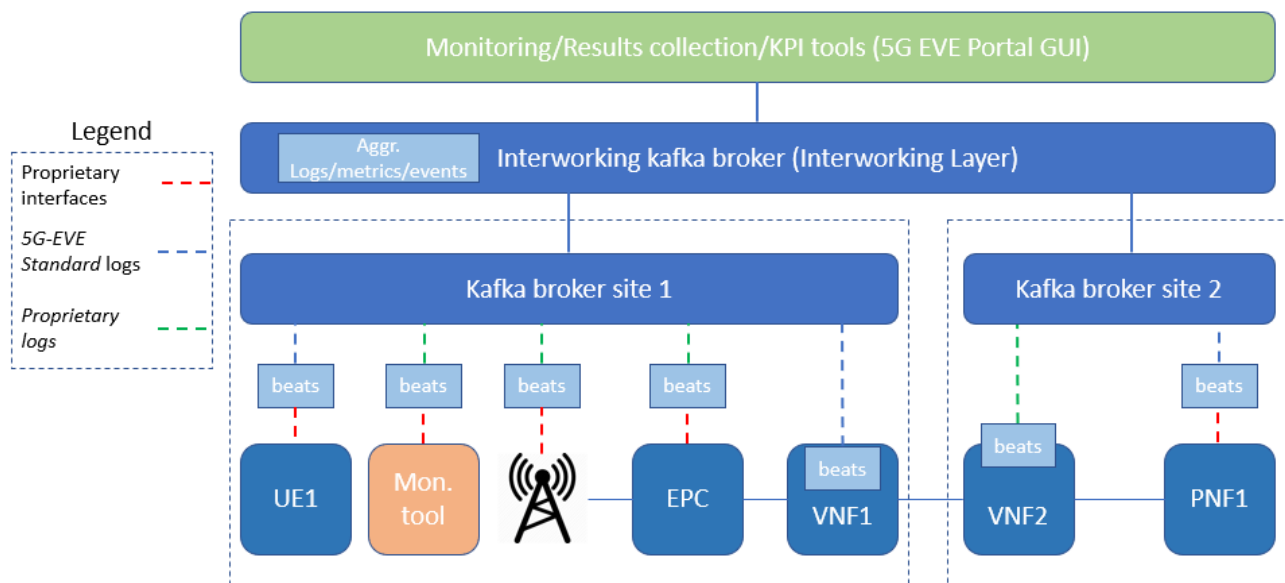 Monitoring/Results collection/KPI tools (5G EVE Portal GUI)
Legend
Proprietary
interfaces
5G-EVE
Standard logs
Proprietary
logs
Aggr.
Logs/metrics/events
Interworking kafka broker (Interworking Layer)
Kafka broker site 1
Kafka broker site 2
beats
beats
beats
beats
beats
beats
beats
UE1
Mon.
tool
EPC
VNF1
VNF2
PNF1